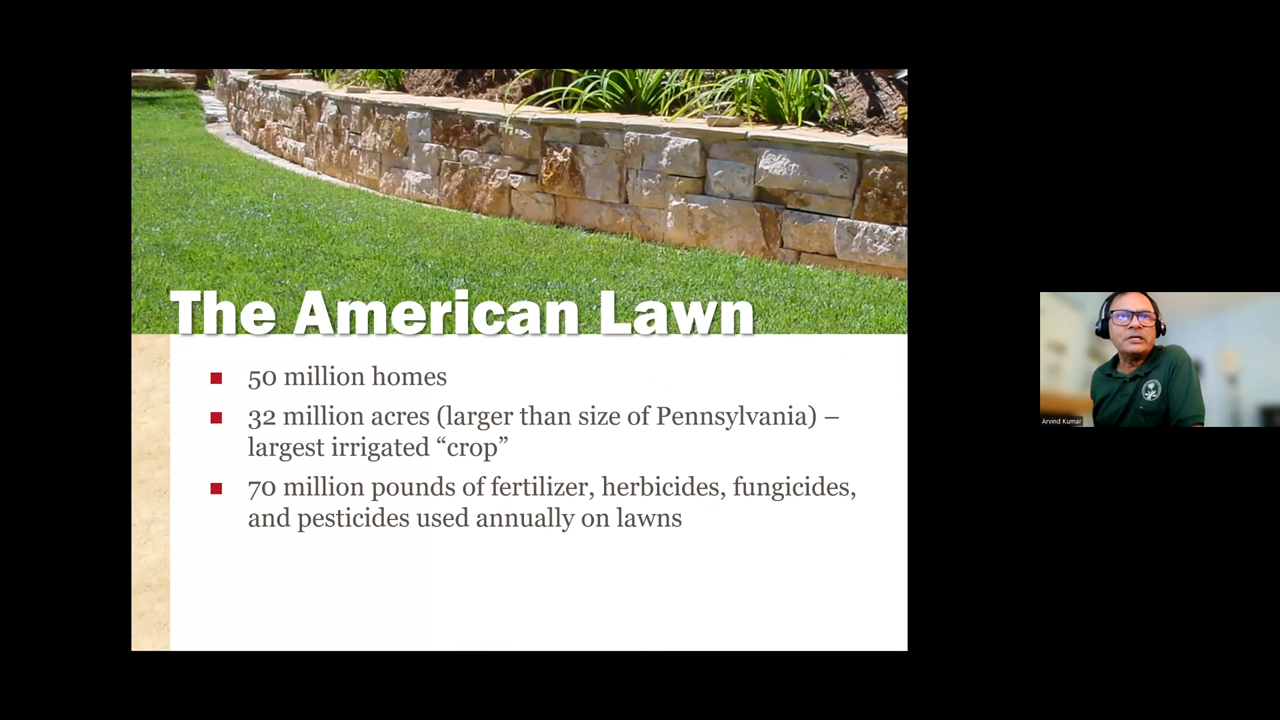 The American Lawn
50 million homes
32 million acres (larger than size of Pennsylvania) –
largest irrigated “crop”
70 million pounds of fertilizer, herbicides, fungicides,
and pesticides used annually on lawns
Arvind Kumar